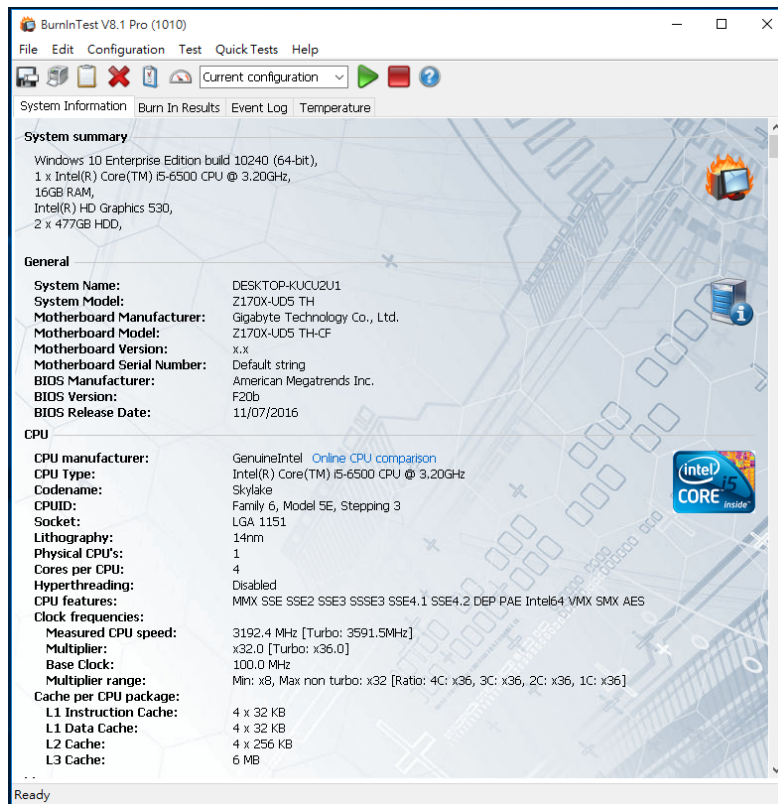 BurnInTest V8.1 Pro (1010)
File Edit Configuration Test Quick Tests Help
Current configuration
System Information Burn In Results Event Log Temperature
System summary
Windows 10 Enterprise Edition build 10240 (64-bit),
1 x Intel(R) Core(TM) i5-6500 CPU @ 3.20GHz,
16GB RAM,
Intel(R) HD Graphics 530,
2 x 477GB HDD,
General
System Name: DESKTOP-KUCU2U1
System Model: Z170X-UD5 TH
Motherboard Manufacturer: Gigabyte Technology Co., Ltd.
Motherboard Model: Z170X-UD5 TH-CF
Motherboard Version: x.x
Motherboard Serial Number: Default string
BIOS Manufacturer: American Megatrends Inc.
BIOS Version: F20b
BIOS Release Date: 11/07/2016
CPU
CPU manufacturer: GenuineIntel Online CPU comparison
CPU Type: Intel(R) Core(TM) i5-6500 CPU @ 3.20GHz
Codename: Skylake
CPUID: Family 6, Model 5E, Stepping 3
Socket: LGA 1151
Lithography: 14nm
Physical CPU's: 1
Cores per CPU: 4
Hyperthreading: Disabled
CPU features: MMX SSE SSE2 SSE3 SSSE3 SSE4.1 SSE4.2 DEP PAE Intel64 VMX SMX AES
Clock frequencies:
Measured CPU speed: 3192.4 MHz [Turbo: 3591.5MHz]
Multiplier: x32.0 [Turbo: x36.0]
Base Clock: 100.0 MHz
Multiplier range: Min: x8, Max non turbo: x32 [Ratio: 4C: x36, 3C: x36, 2C: x36, 1C: x36]
Cache per CPU package:
L1 Instruction Cache: 4 x 32 KB
L1 Data Cache: 4 x 32 KB
L2 Cache: 4 x 256 KB
L3 Cache: 6 MB
intel
CORE i5
inside
Ready